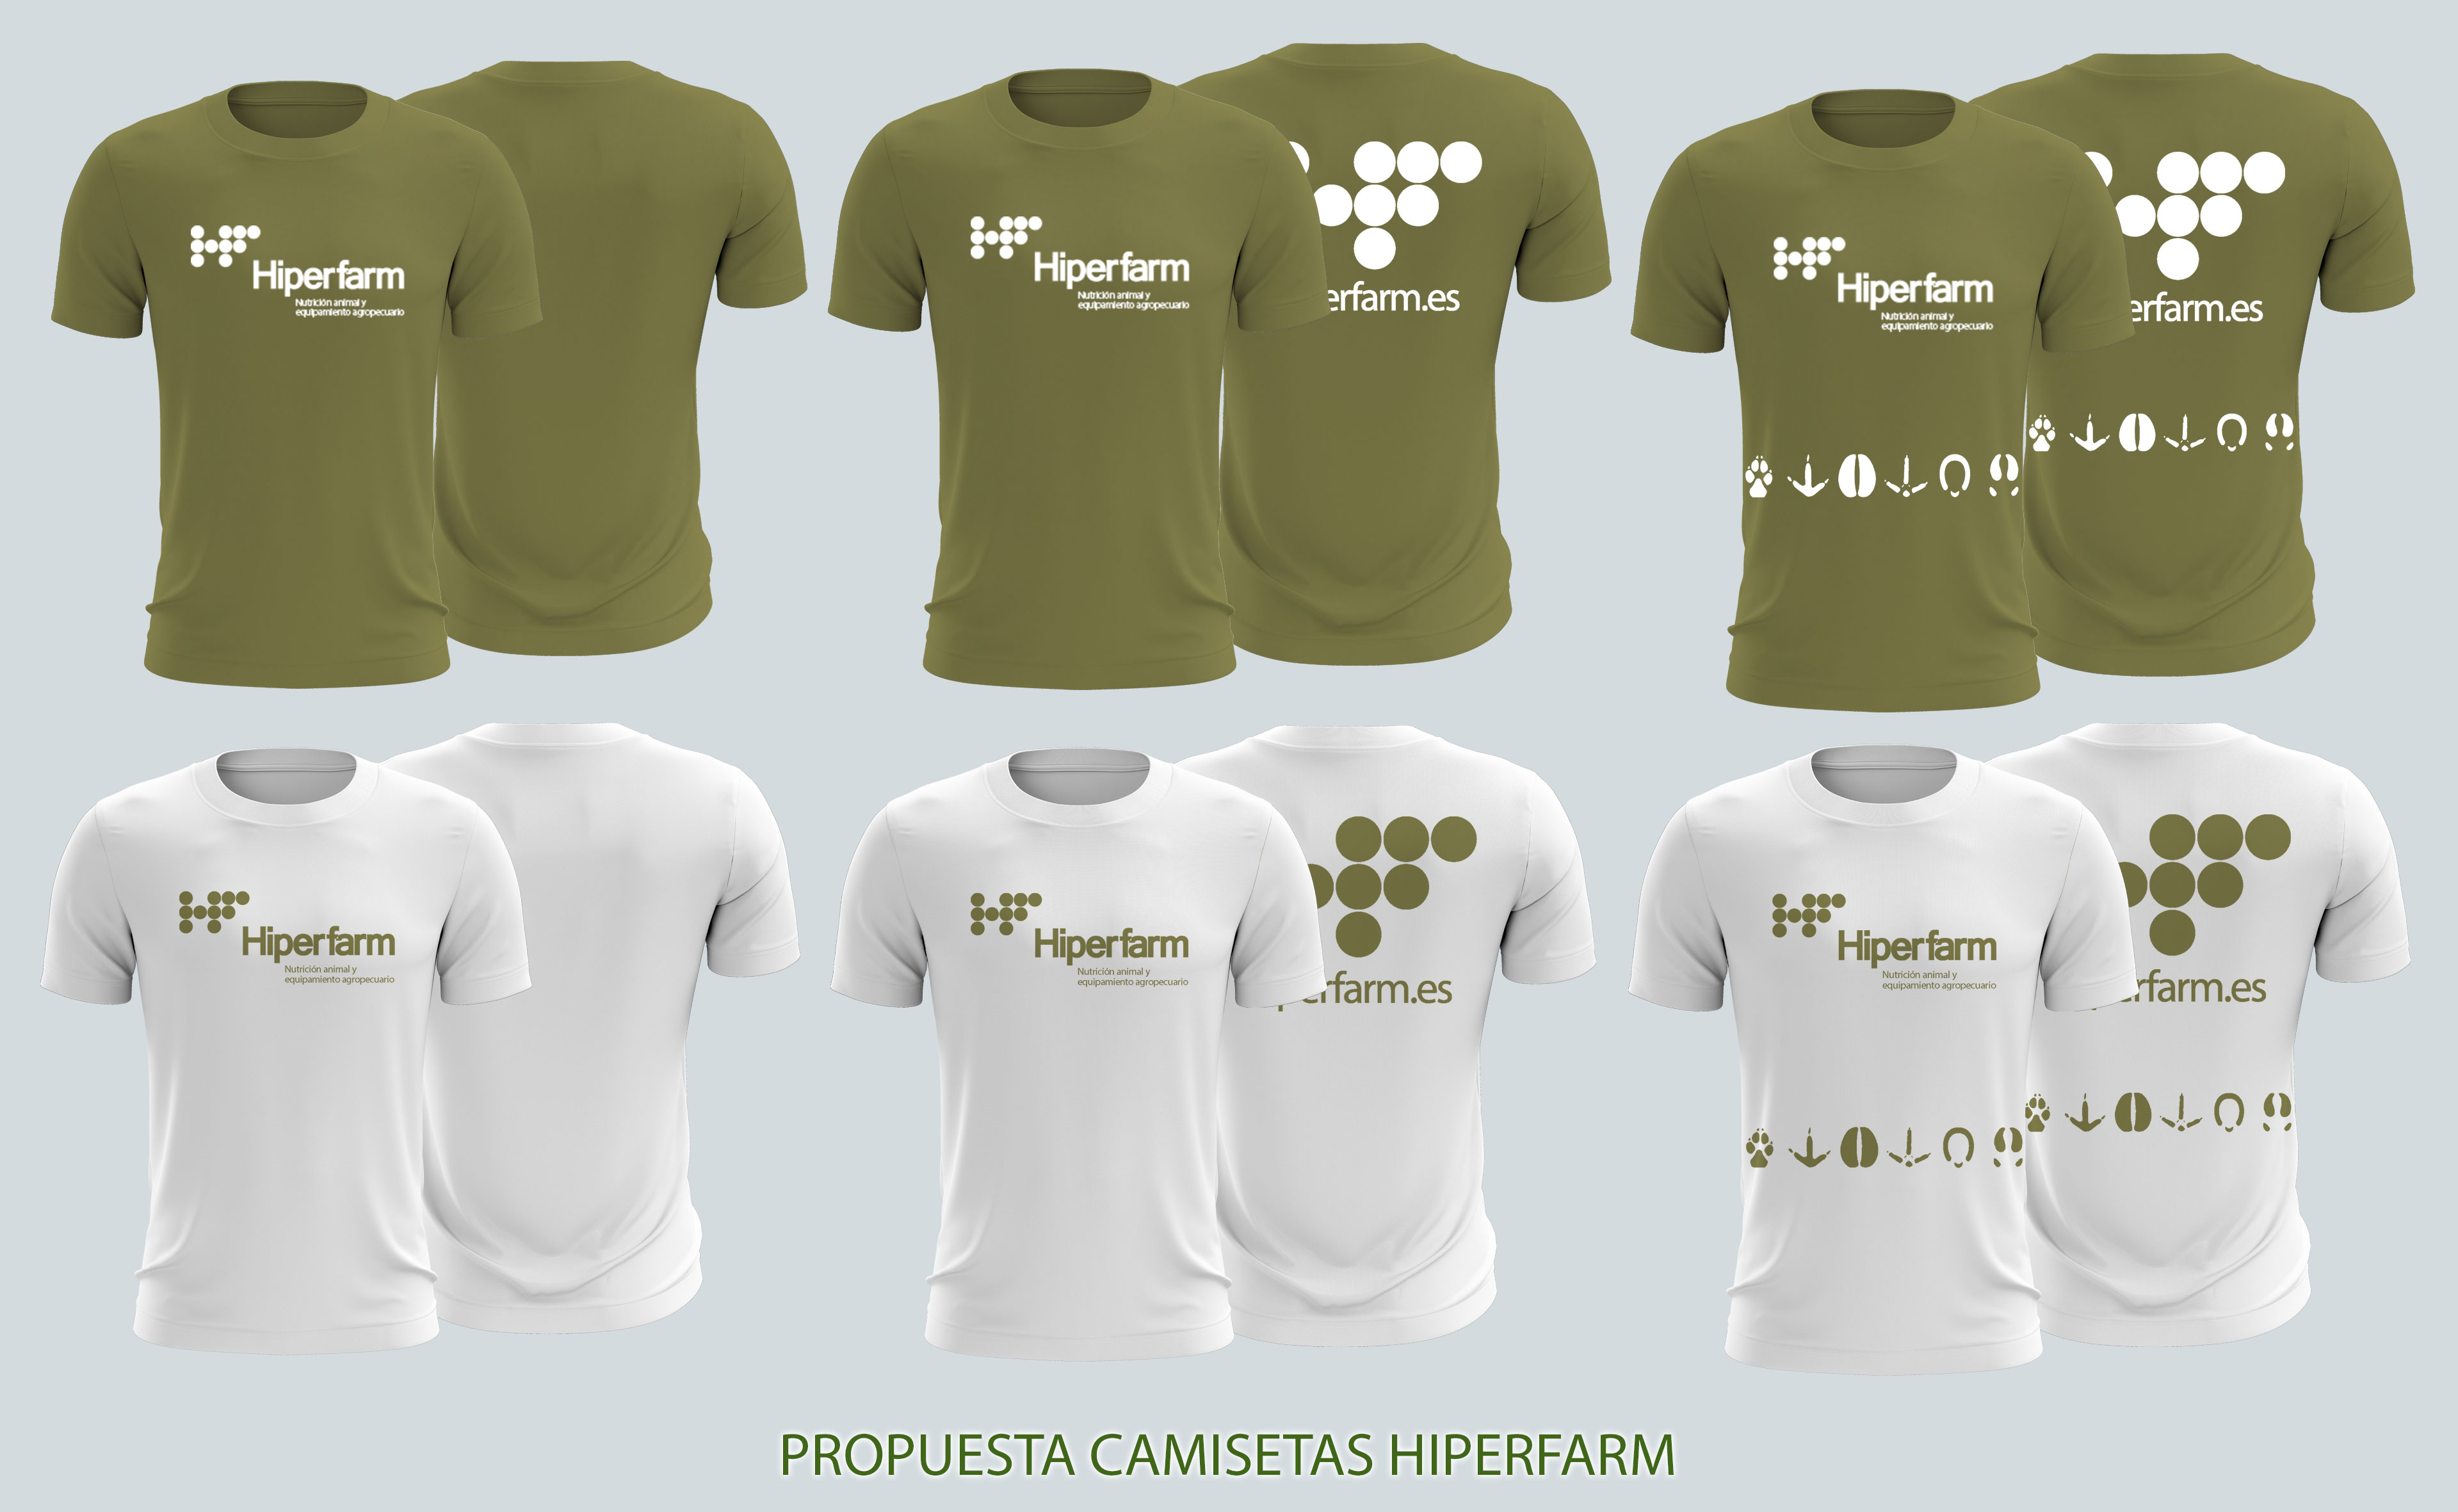 Hiperfarm
Nutrición animal y
equipamiento agropecuario
Hiperfarm
Nutrición animal y
equipamiento agropecuario
erfarm.es
Hiperfarm
Nutrición animal y
equipamiento agropecuario
erfarm.es
Hiperfarm
Nutrición animal y
equipamiento agropecuario
Hiperfarm
Nutrición animal y
equipamiento agropecuario
perfarm.es
Hiperfarm
Nutrición animal y
equipamiento agropecuario
erfarm.es
PROPUESTA CAMISETAS HIPERFARM